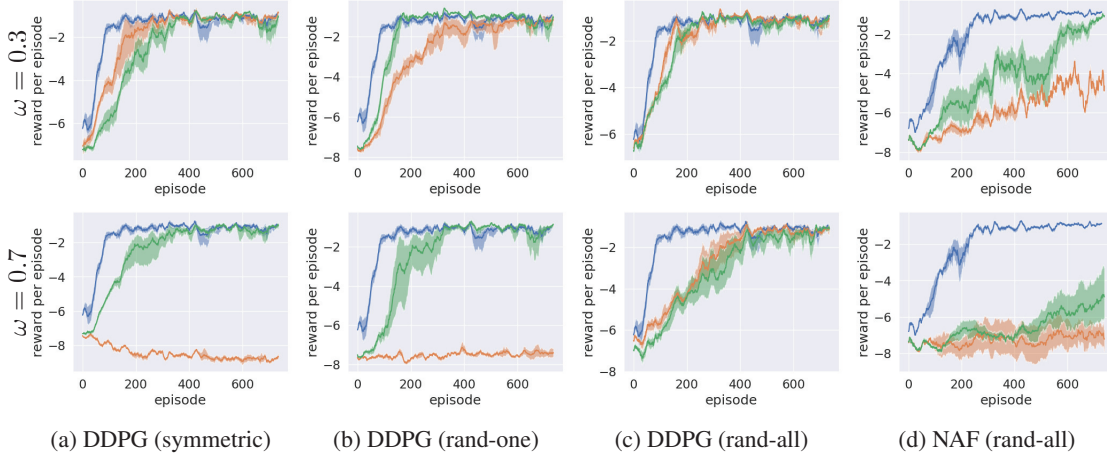 ω = 0.3
reward per episode
−2
−4
−6
0 200 400 600
episode
reward per episode
−2
−4
−6
−8
0 200 400 600
episode
reward per episode
−2
−4
−6
0 200 400 600
episode
reward per episode
−2
−4
−6
−8
0 200 400 600
episode
ω = 0.7
reward per episode
−2
−4
−6
−8
0 200 400 600
episode
reward per episode
−2
−4
−6
−8
0 200 400 600
episode
reward per episode
−2
−4
−6
−8
0 200 400 600
episode
reward per episode
−2
−4
−6
−8
0 200 400 600
episode
(a) DDPG (symmetric)
(b) DDPG (rand-one)
(c) DDPG (rand-all)
(d) NAF (rand-all)